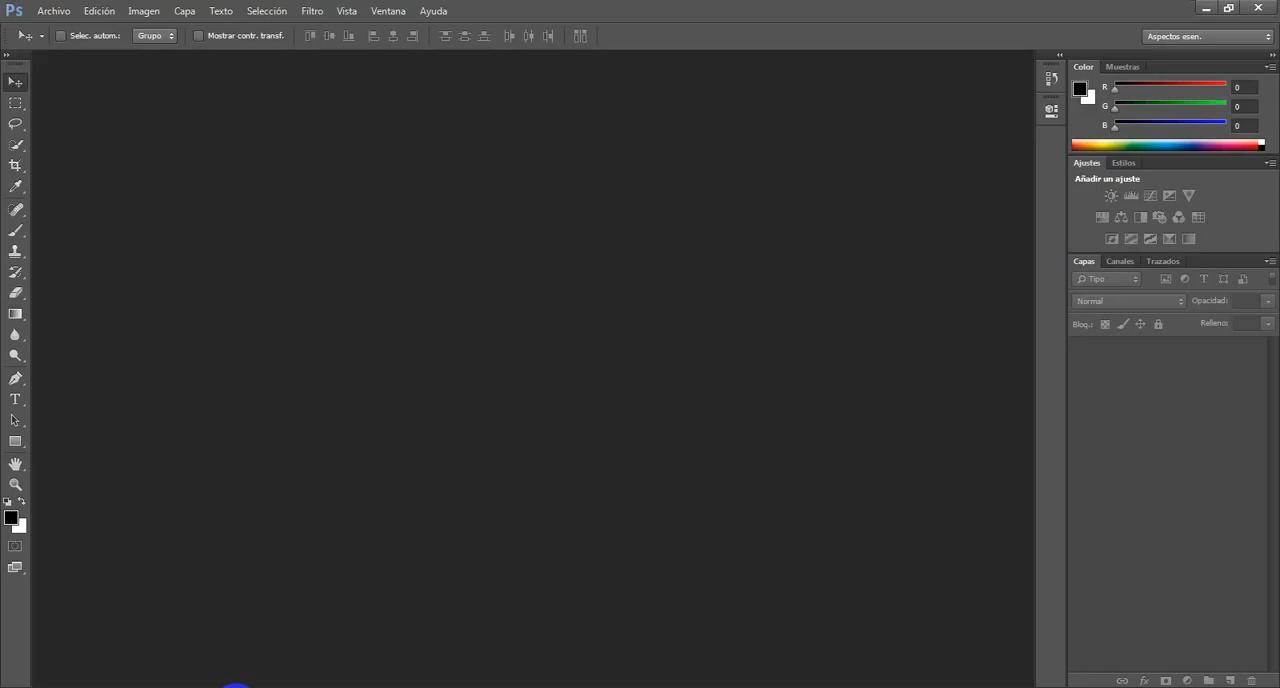 Ps Archivo Edición Imagen Capa Texto Selección Filtro Vista Ventana Ayuda
Selec. autom.: Grupo Mostrar contr. transf. Aspectos esen.
Color Muestras
R 0
G 0
B 0
Ajustes Estilos
Añadir un ajuste
Capas Canales Trazados
Tipo
Normal Opacidad:
Bloq.: Relleno: